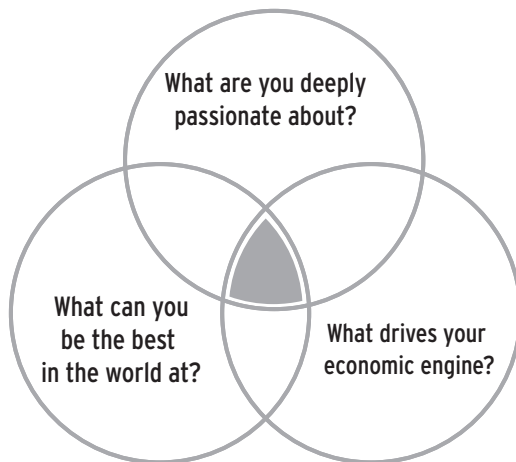 What are you deeply
passionate about?
What can you
be the best
in the world at?
What drives your
economic engine?